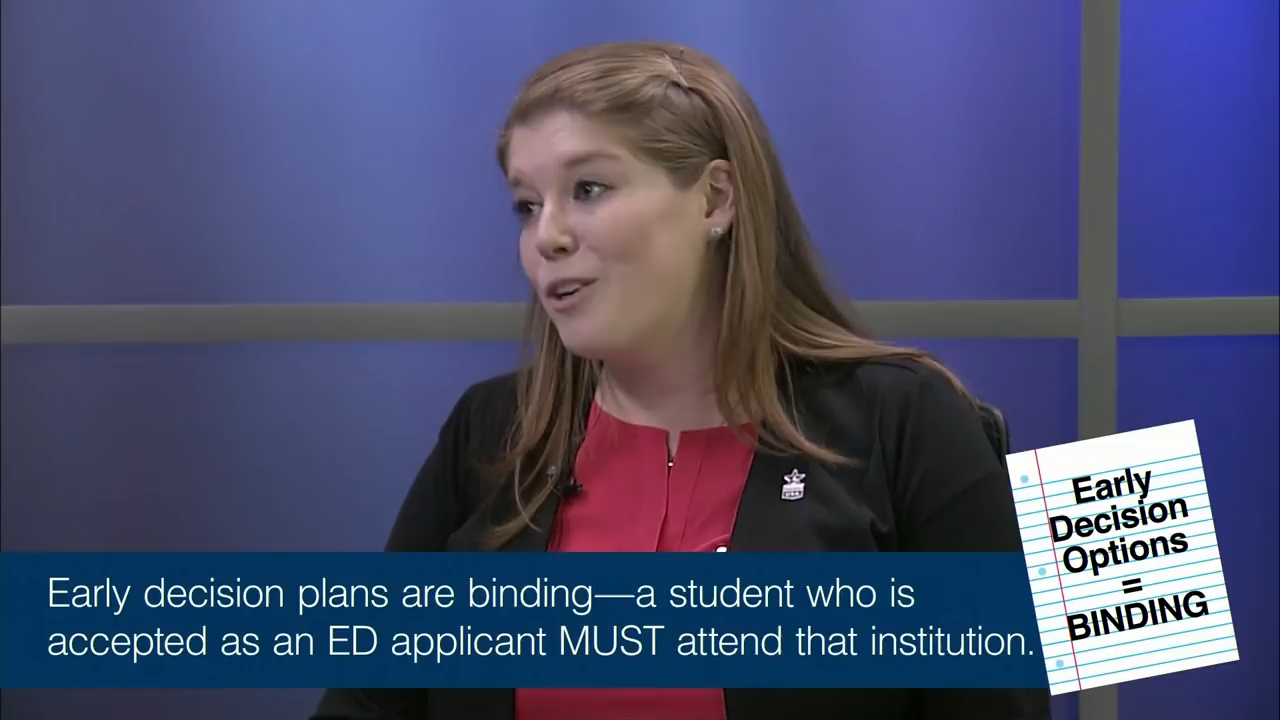 Early decision plans are binding—a student who is
accepted as an ED applicant MUST attend that institution.
Early
Decision
Options
=
BINDING